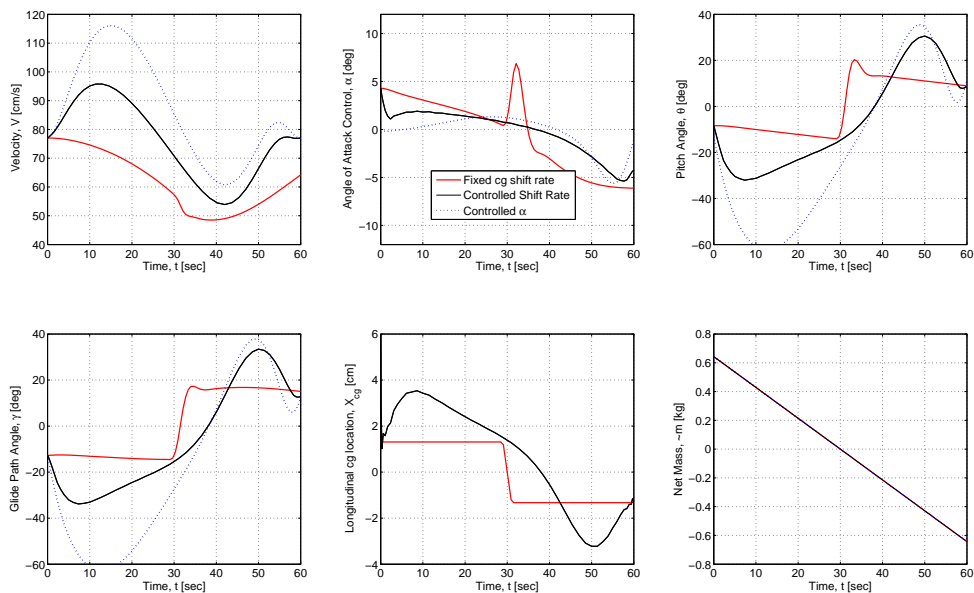 120
110
100
90
80
70
60
50
40
0 10 20 30 40 50 60
Velocity, V [cm/s]
Time, t [sec]
10
5
0
−5
−10
0 10 20 30 40 50 60
Angle of Attack Control, α [deg]
Time, t [sec]
Fixed cg shift rate
Controlled Shift Rate
Controlled α
40
20
0
−20
−40
−60
0 10 20 30 40 50 60
Pitch Angle, θ [deg]
Time, t [sec]
40
20
0
−20
−40
−60
0 10 20 30 40 50 60
Glide Path Angle, γ [deg]
Time, t [sec]
6
4
2
0
−2
−4
0 10 20 30 40 50 60
Longitudinal cg location, X_cg [cm]
Time, t [sec]
0.8
0.6
0.4
0.2
0
−0.2
−0.4
−0.6
−0.8
0 10 20 30 40 50 60
Net Mass, ~m [kg]
Time, t [sec]